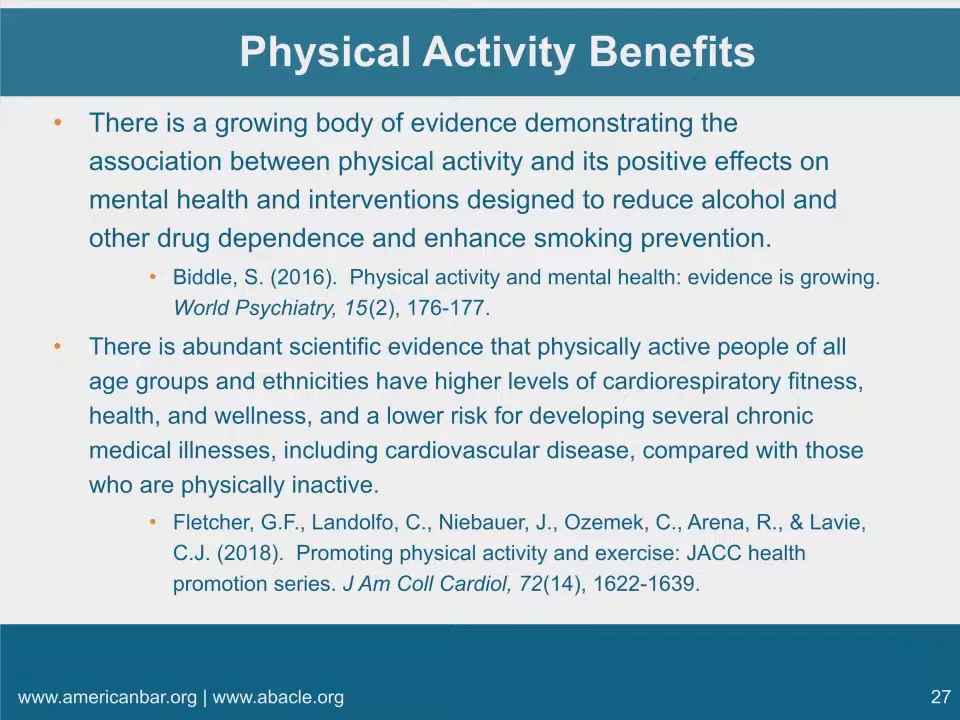 Physical Activity Benefits
• There is a growing body of evidence demonstrating the
association between physical activity and its positive effects on
mental health and interventions designed to reduce alcohol and
other drug dependence and enhance smoking prevention.
• Biddle, S. (2016).  Physical activity and mental health: evidence is growing.
World Psychiatry, 15(2), 176-177.
• There is abundant scientific evidence that physically active people of all
age groups and ethnicities have higher levels of cardiorespiratory fitness,
health, and wellness, and a lower risk for developing several chronic
medical illnesses, including cardiovascular disease, compared with those
who are physically inactive.
• Fletcher, G.F., Landolfo, C., Niebauer, J., Ozemek, C., Arena, R., & Lavie,
C.J. (2018).  Promoting physical activity and exercise: JACC health
promotion series. J Am Coll Cardiol, 72(14), 1622-1639.
www.americanbar.org | www.abacle.org
27